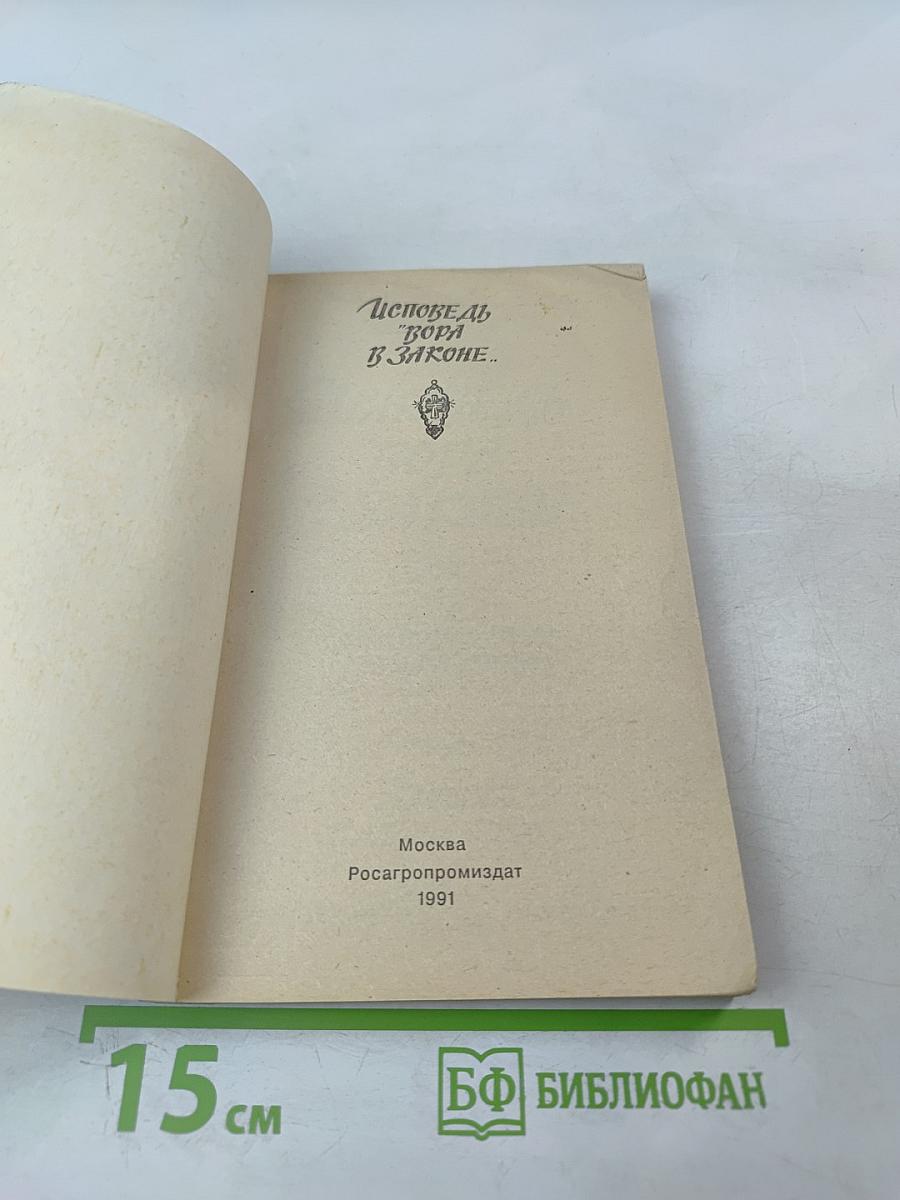 Исповедь
"вора
в законе"
Москва
Росагропромиздат
1991
15 см
БФ БИБЛИОФАН